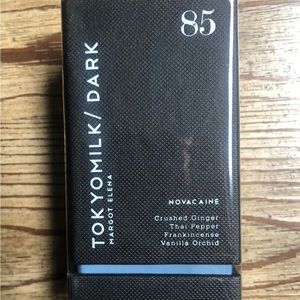 85
TOKYOMILK/ DARK
MARGOT ELENA
NOVACAINE
Crushed Ginger
Thai Pepper
Frankincense
Vanilla Orchid